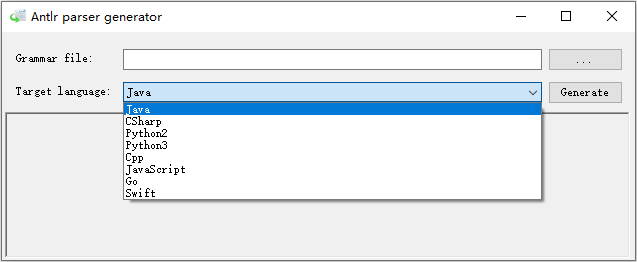 Antlr parser generator
Grammar file: ...
Target language: Java Generate
Java
CSharp
Python2
Python3
Cpp
JavaScript
Go
Swift